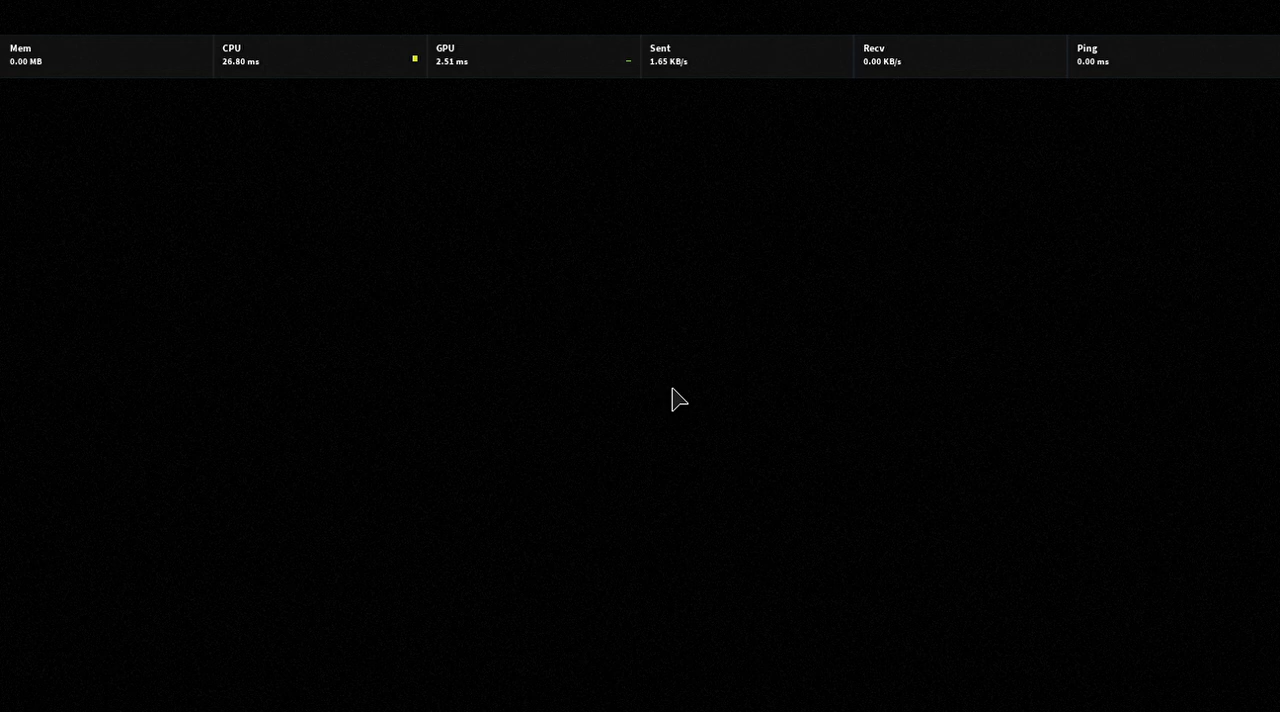 Mem
0.00 MB
CPU
26.80 ms
GPU
2.51 ms
Sent
1.65 KB/s
Recv
0.00 KB/s
Ping
0.00 ms